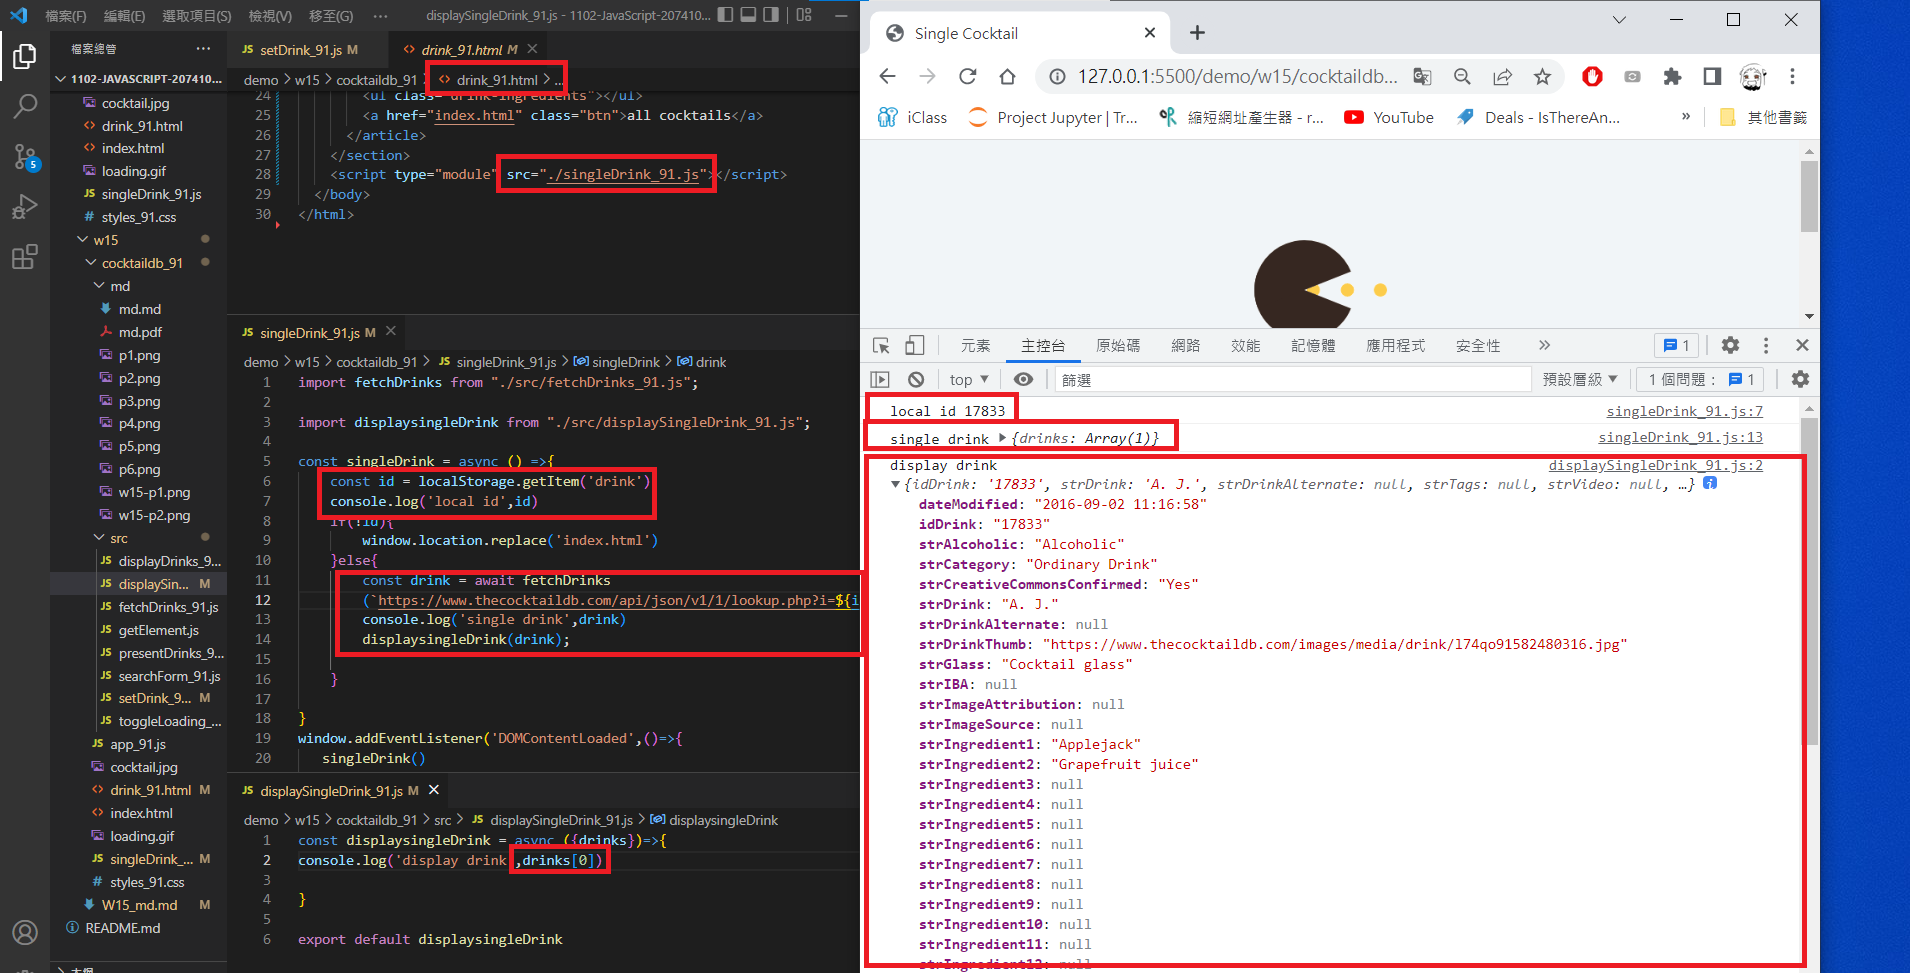 檔案(F) 編輯(E) 選取項目(S) 檢視(V) 移至(G) ··· displaySingleDrink_91.js - 1102-JavaScript-207410...
檔案總管 ···
1102-JAVASCRIPT-207410...
cocktail.jpg
drink_91.html
index.html
loading.gif
singleDrink_91.js
styles_91.css
w15
cocktaildb_91
md
md.md
md.pdf
p1.png
p2.png
p3.png
p4.png
p5.png
p6.png
w15-p1.png
w15-p2.png
src
displayDrinks_9...
displaySin... M
fetchDrinks_91.js
getElement.js
presentDrinks_9...
searchForm_91.js
setDrink_9... M
toggleLoading_...
app_91.js
cocktail.jpg
drink_91.html M
index.html
loading.gif
singleDrink_... M
styles_91.css
W15_md.md M
README.md
5
setDrink_91.js M drink_91.html M
demo > w15 > cocktaildb_91 > drink_91.html > ...
24 <ul class="drink-ingredients"></ul>
25 <a href="index.html" class="btn">all cocktails</a>
26 </article>
27 </section>
28 <script type="module" src="./singleDrink_91.js"></script>
29 </body>
30 </html>
singleDrink_91.js M
demo > w15 > cocktaildb_91 > singleDrink_91.js > singleDrink > drink
1 import fetchDrinks from "./src/fetchDrinks_91.js";
2
3 import displaysingleDrink from "./src/displaySingleDrink_91.js";
4
5 const singleDrink = async () =>{
6 const id = localStorage.getItem('drink')
7 console.log('local id',id)
8 if(!id){
9 window.location.replace('index.html')
10 }else{
11 const drink = await fetchDrinks
12 (`https://www.thecocktaildb.com/api/json/v1/1/lookup.php?i=${i
13 console.log('single drink',drink)
14 displaysingleDrink(drink);
15
16 }
17
18 }
19 window.addEventListener('DOMContentLoaded',()=>{
20 singleDrink()
displaySingleDrink_91.js M
demo > w15 > cocktaildb_91 > src > displaySingleDrink_91.js > displaysingleDrink
1 const displaysingleDrink = async ({drinks})=>{
2 console.log('display drink',drinks[0])
3
4 }
5
6 export default displaysingleDrink
Single Cocktail
127.0.0.1:5500/demo/w15/cocktaildb...
iClass Project Jupyter | Tr... 縮短網址產生器 - r... YouTube Deals - IsThereAn... » 其他書籤
元素 主控台 原始碼 網路 效能 記憶體 應用程式 安全性 » 1
top ▼ 篩選 預設層級 ▼ 1 個問題： 1
local id 17833 singleDrink_91.js:7
single drink ▶ {drinks: Array(1)} singleDrink_91.js:13
display drink displaySingleDrink_91.js:2
▼ {idDrink: '17833', strDrink: 'A. J.', strDrinkAlternate: null, strTags: null, strVideo: null, …}
dateModified: "2016-09-02 11:16:58"
idDrink: "17833"
strAlcoholic: "Alcoholic"
strCategory: "Ordinary Drink"
strCreativeCommonsConfirmed: "Yes"
strDrink: "A. J."
strDrinkAlternate: null
strDrinkThumb: "https://www.thecocktaildb.com/images/media/drink/l74qo91582480316.jpg"
strGlass: "Cocktail glass"
strIBA: null
strImageAttribution: null
strImageSource: null
strIngredient1: "Applejack"
strIngredient2: "Grapefruit juice"
strIngredient3: null
strIngredient4: null
strIngredient5: null
strIngredient6: null
strIngredient7: null
strIngredient8: null
strIngredient9: null
strIngredient10: null
strIngredient11: null
strIngredient12: null